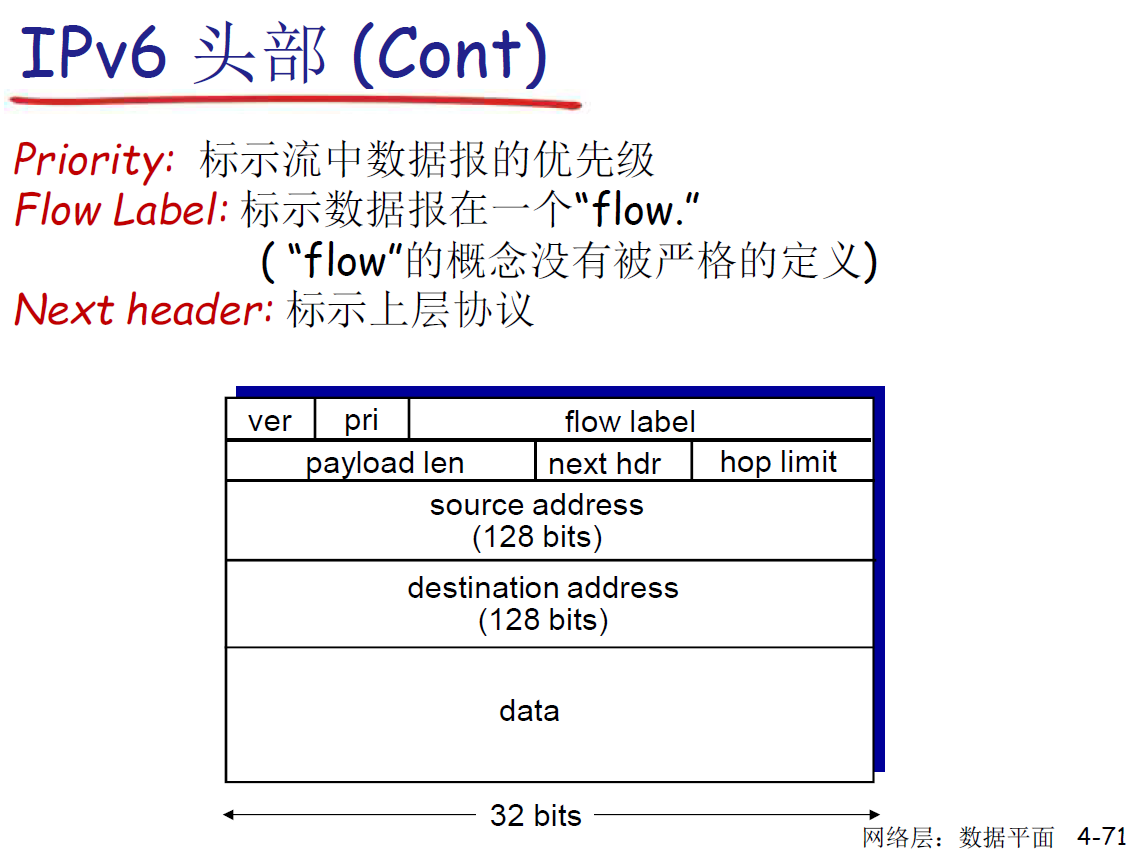 IPv6 头部 (Cont)
Priority: 标示流中数据报的优先级
Flow Label: 标示数据报在一个“flow.”
( “flow”的概念没有被严格的定义)
Next header: 标示上层协议
ver pri flow label
payload len next hdr hop limit
source address
(128 bits)
destination address
(128 bits)
data
32 bits
网络层：数据平面 4-71